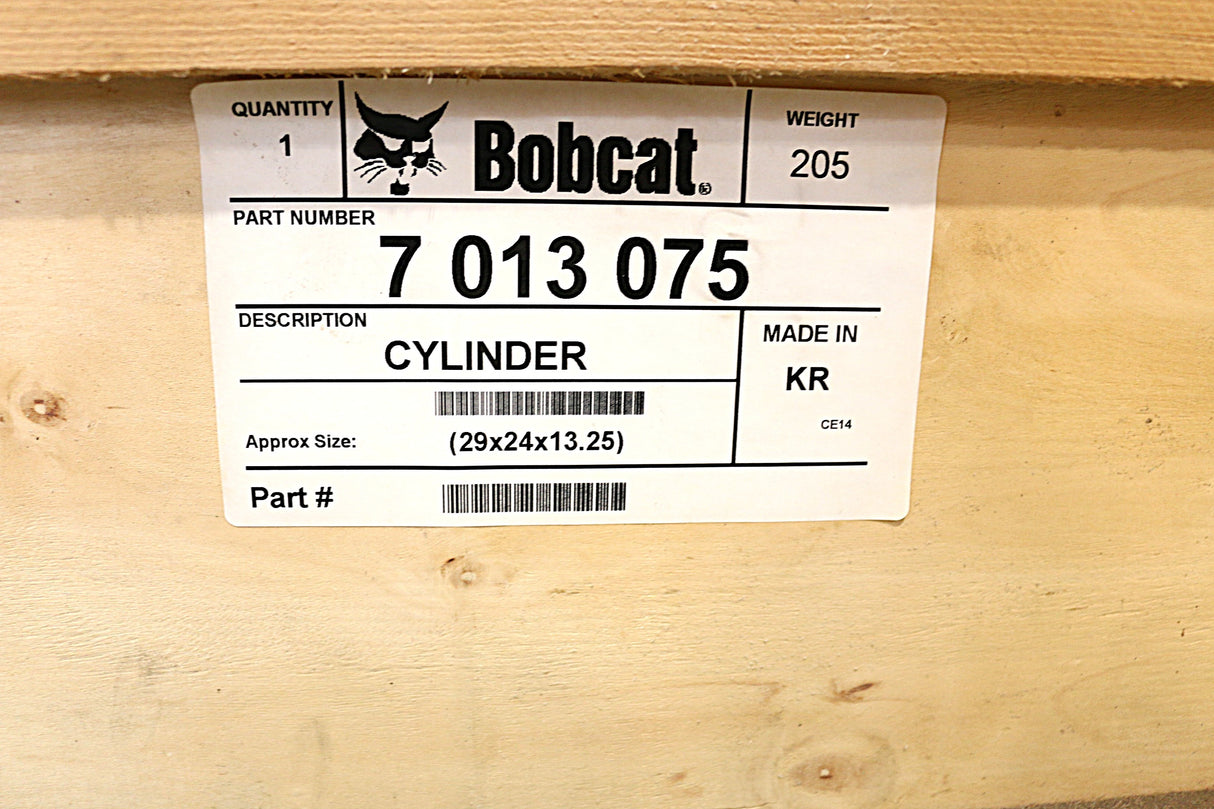 QUANTITY
1
Bobcat®
WEIGHT
205
PART NUMBER
7 013 075
DESCRIPTION
CYLINDER
MADE IN
KR
CE14
Approx Size: (29x24x13.25)
Part #